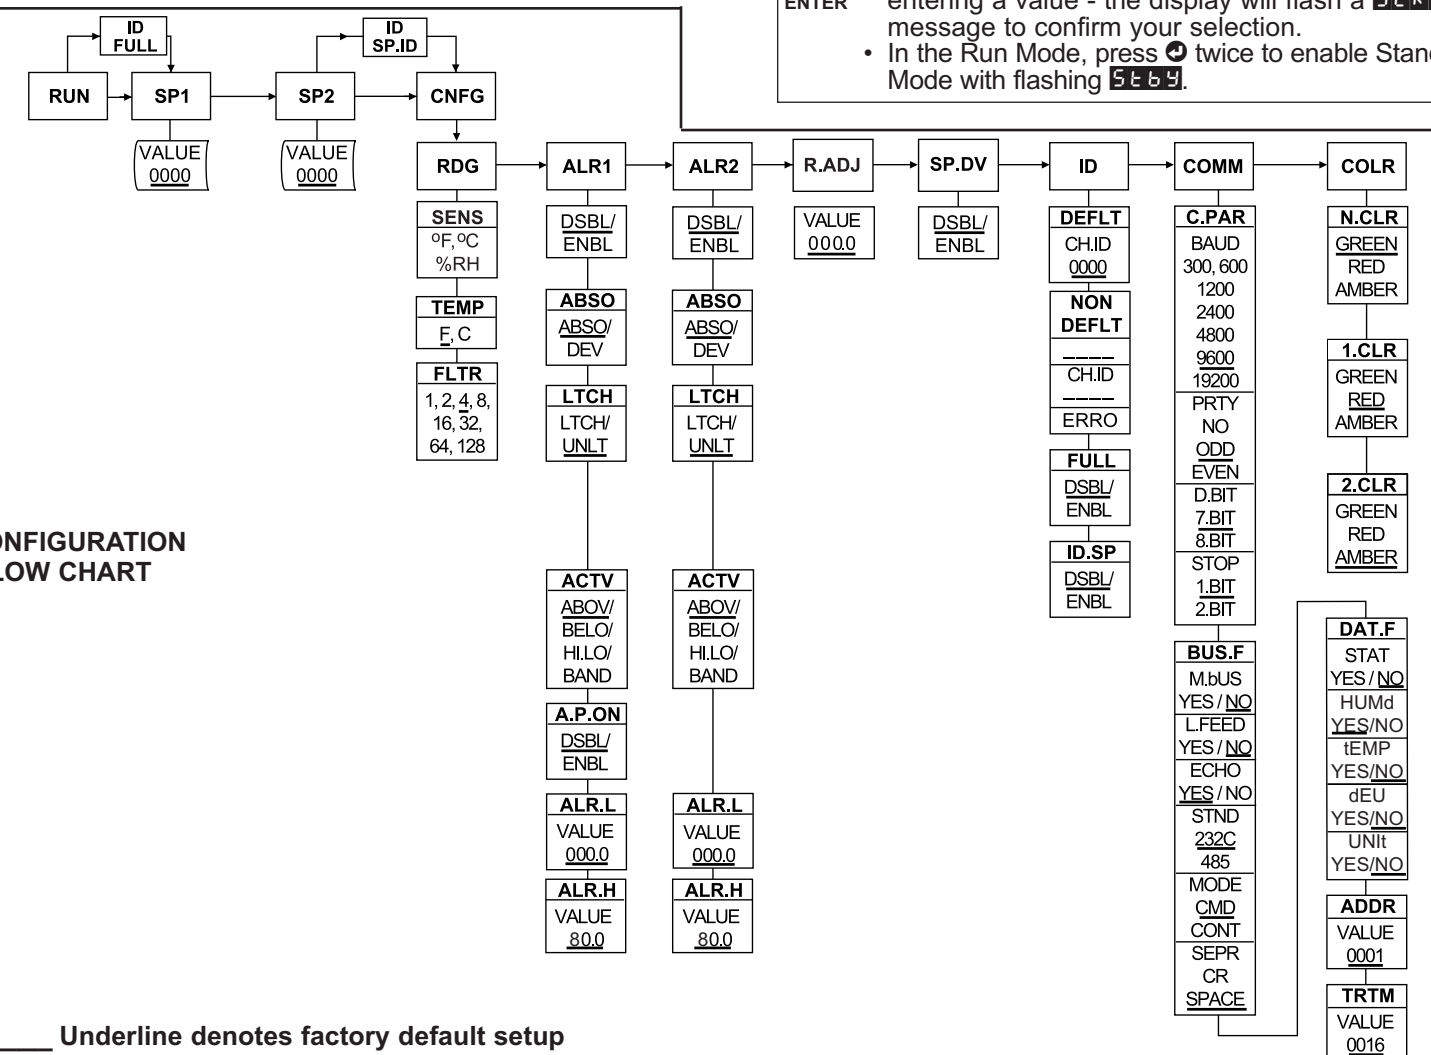 ENTER
entering a value - the display will flash a
message to confirm your selection.
• In the Run Mode, press twice to enable
Mode with flashing Stby.
ID
FULL
ID
SP.ID
RUN
SP1
SP2
CNFG
VALUE
0000
VALUE
0000
RDG
ALR1
ALR2
R.ADJ
SP.DV
ID
COMM
COLR
SENS
ºF,ºC
%RH
TEMP
F, C
FLTR
1, 2, 4, 8,
16, 32,
64, 128
DSBL/
ENBL
ABSO
ABSO/
DEV
LTCH
LTCH/
UNLT
ACTV
ABOV/
BELO/
HI.LO/
BAND
A.P.ON
DSBL/
ENBL
ALR.L
VALUE
000.0
ALR.H
VALUE
80.0
DSBL/
ENBL
ABSO
ABSO/
DEV
LTCH
LTCH/
UNLT
ACTV
ABOV/
BELO/
HI.LO/
BAND
ALR.L
VALUE
000.0
ALR.H
VALUE
80.0
VALUE
000.0
DSBL/
ENBL
DEFLT
CH.ID
0000
NON
DEFLT
_ _ _ _
CH.ID
_ _ _ _
ERRO
FULL
DSBL/
ENBL
ID.SP
DSBL/
ENBL
C.PAR
BAUD
300, 600
1200
2400
4800
9600
19200
PRTY
NO
ODD
EVEN
D.BIT
7.BIT
8.BIT
STOP
1.BIT
2.BIT
BUS.F
M.bUS
YES / NO
L.FEED
YES / NO
ECHO
YES / NO
STND
232C
485
MODE
CMD
CONT
SEPR
CR
SPACE
N.CLR
GREEN
RED
AMBER
1.CLR
GREEN
RED
AMBER
2.CLR
GREEN
RED
AMBER
DAT.F
STAT
YES / NO
HUMd
YES/NO
tEMP
YES/NO
dEU
YES/NO
UNIt
YES/NO
ADDR
VALUE
0001
TRTM
VALUE
0016
ONFIGURATION
LOW CHART
____ Underline denotes factory default setup